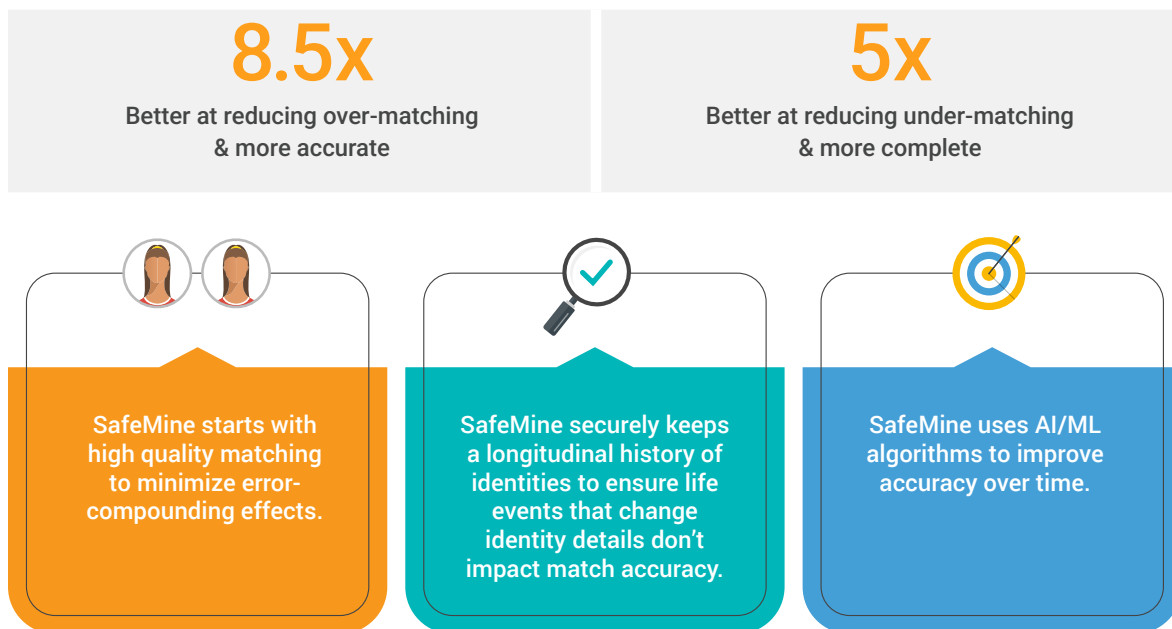 8.5x
Better at reducing over-matching
& more accurate
5x
Better at reducing under-matching
& more complete
SafeMine starts with
high quality matching
to minimize error-
compounding effects.
SafeMine securely keeps
a longitudinal history of
identities to ensure life
events that change
identity details don’t
impact match accuracy.
SafeMine uses AI/ML
algorithms to improve
accuracy over time.